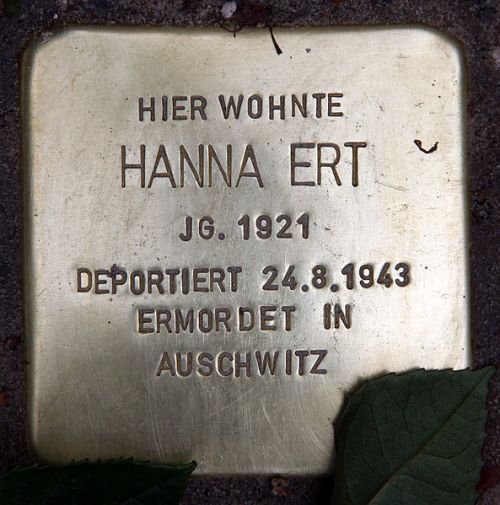 HIER WOHNTE
HANNA ERT
JG. 1921
DEPORTIERT 24.8.1943
ERMORDET IN
AUSCHWITZ